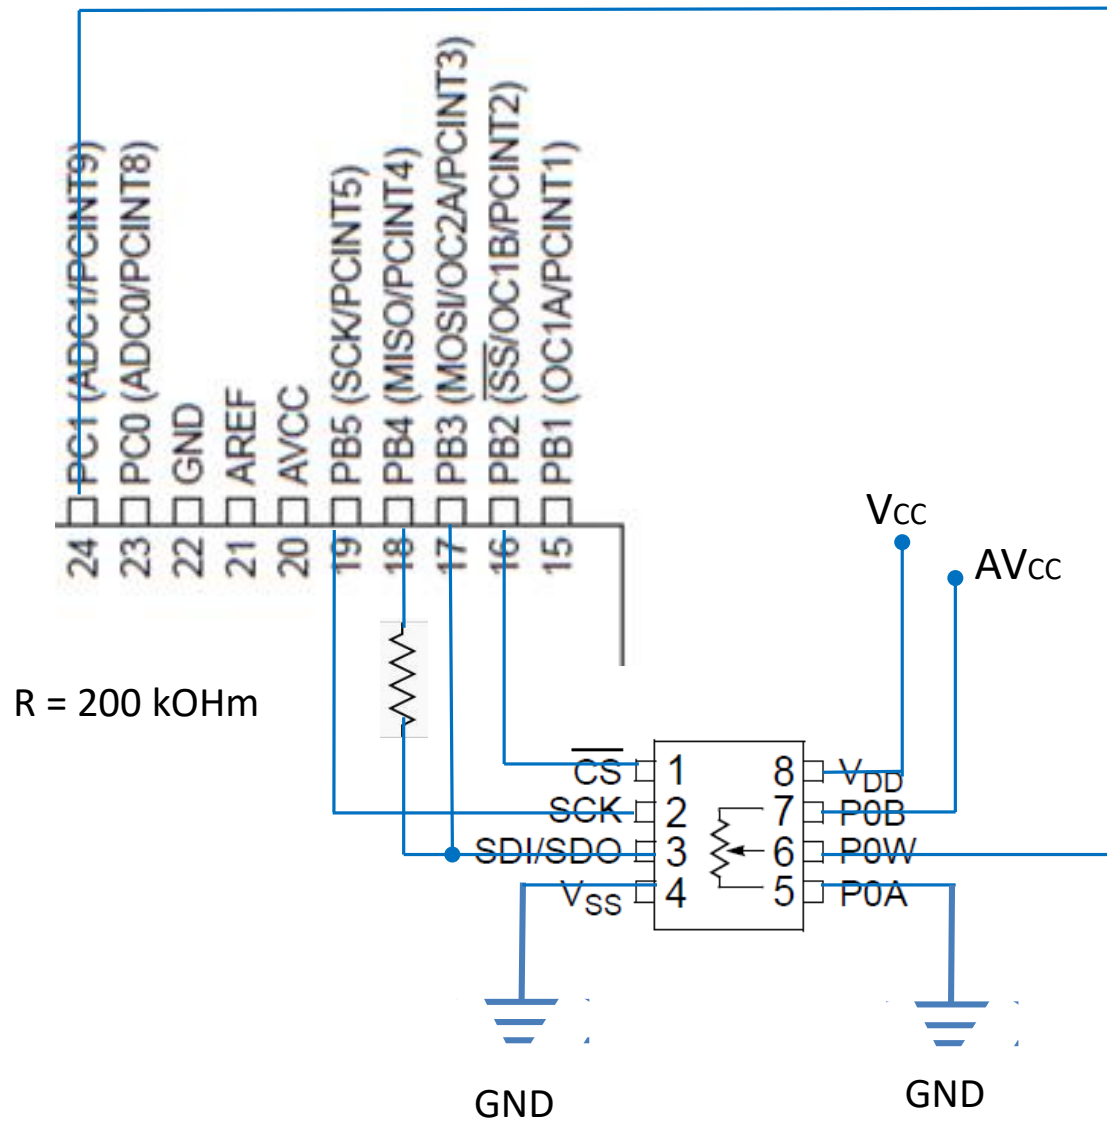 PC1 (ADC1/PCINT9)
PC0 (ADC0/PCINT8)
GND
AREF
AVCC
PB5 (SCK/PCINT5)
PB4 (MISO/PCINT4)
PB3 (MOSI/OC2A/PCINT3)
PB2 (S̅S̅/OC1B/PCINT2)
PB1 (OC1A/PCINT1)
24
23
22
21
20
19
18
17
16
15
VCC
AVCC
R = 200 kOHm
C̅S̅ 1 8 VDD
SCK 2 7 P0B
SDI/SDO 3 6 P0W
VSS 4 5 P0A
GND
GND